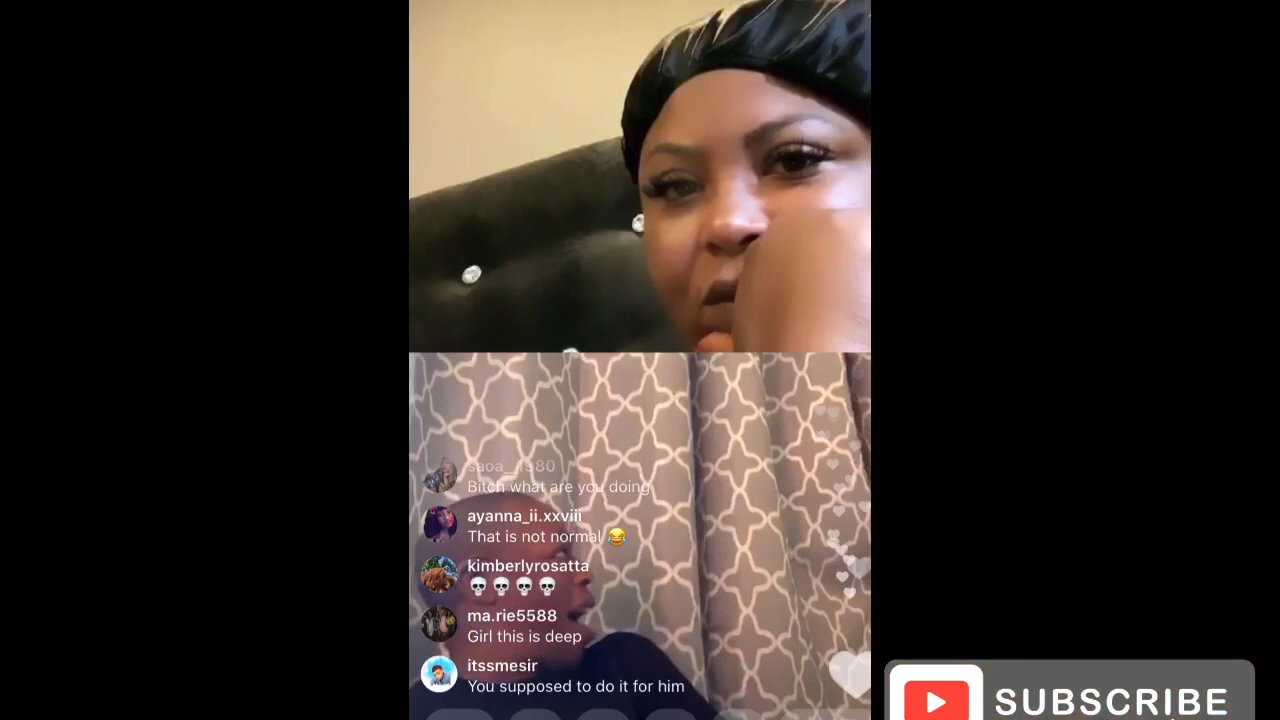 saoa__1980
Bitch what are you doing
ayanna_ii.xxviii
That is not normal 😂
kimberlyrosatta
💀 💀 💀 💀
ma.rie5588
Girl this is deep
itssmesir
You supposed to do it for him
SUBSCRIBE